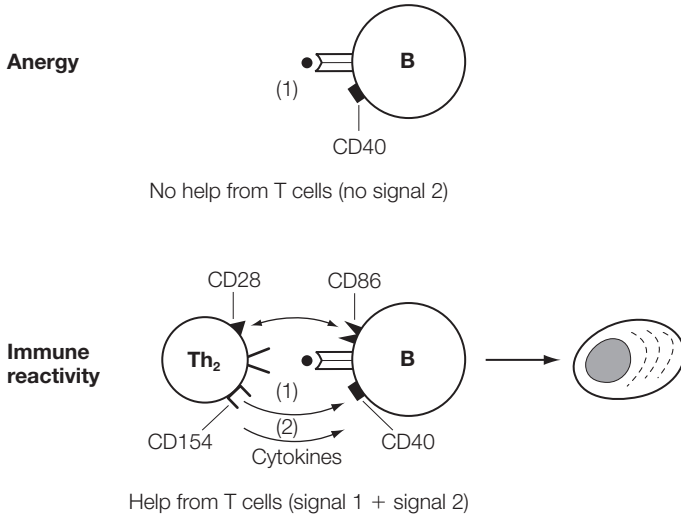 Anergy
B
(1)
CD40
No help from T cells (no signal 2)
CD28
CD86
Immune
reactivity
Th2
B
(1)
(2)
CD154
CD40
Cytokines
Help from T cells (signal 1 + signal 2)